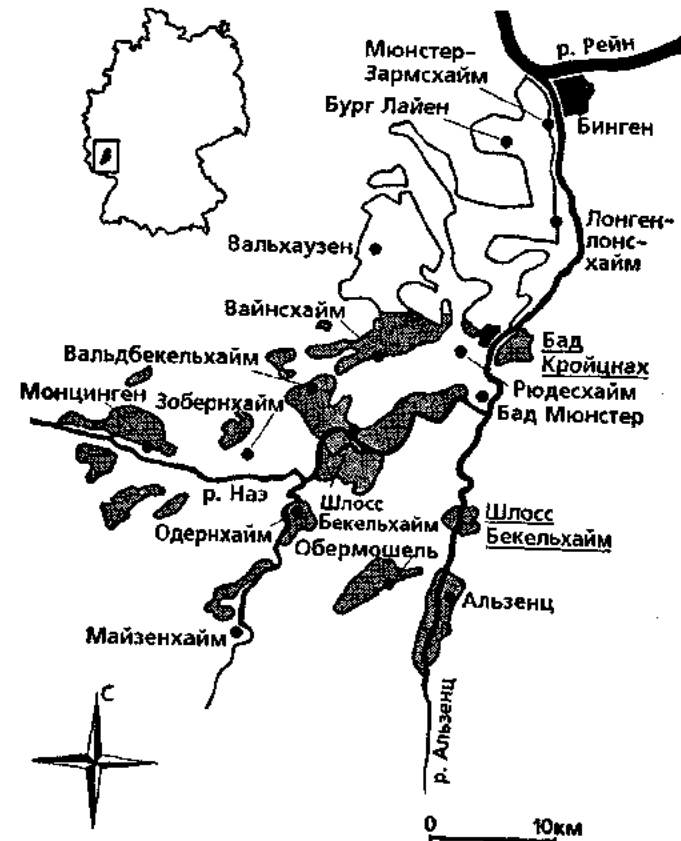 р. Рейн
Мюнстер-
Зармсхайм
Бург Лайен
Бинген
Лонген-
лонс-
хайм
Вальхаузен
Вайнсхайм
Бад
Кройцнах
Вальдбекельхайм
Рюдесхайм
Монцинген
Зобернхайм
Бад Мюнстер
р. Наэ
Шлосс
Бекельхайм
Шлосс
Бекельхайм
Одернхайм
Обермошель
Альзенц
Майзенхайм
С
р. Альзенц
0 10км